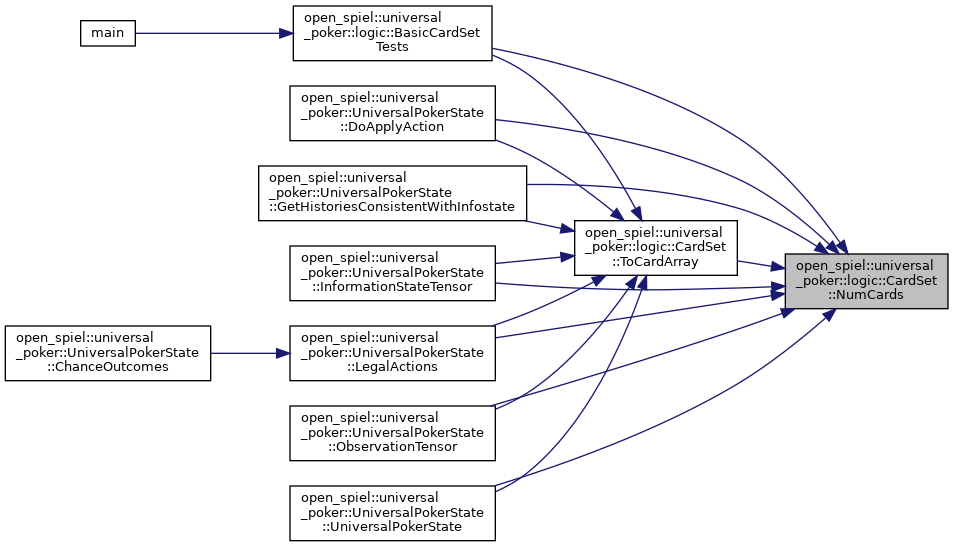 main
open_spiel::universal
_poker::logic::BasicCardSet
Tests
open_spiel::universal
_poker::UniversalPokerState
::DoApplyAction
open_spiel::universal
_poker::UniversalPokerState
::GetHistoriesConsistentWithInfostate
open_spiel::universal
_poker::UniversalPokerState
::InformationStateTensor
open_spiel::universal
_poker::UniversalPokerState
::ChanceOutcomes
open_spiel::universal
_poker::UniversalPokerState
::LegalActions
open_spiel::universal
_poker::UniversalPokerState
::ObservationTensor
open_spiel::universal
_poker::UniversalPokerState
::UniversalPokerState
open_spiel::universal
_poker::logic::CardSet
::ToCardArray
open_spiel::universal
_poker::logic::CardSet
::NumCards